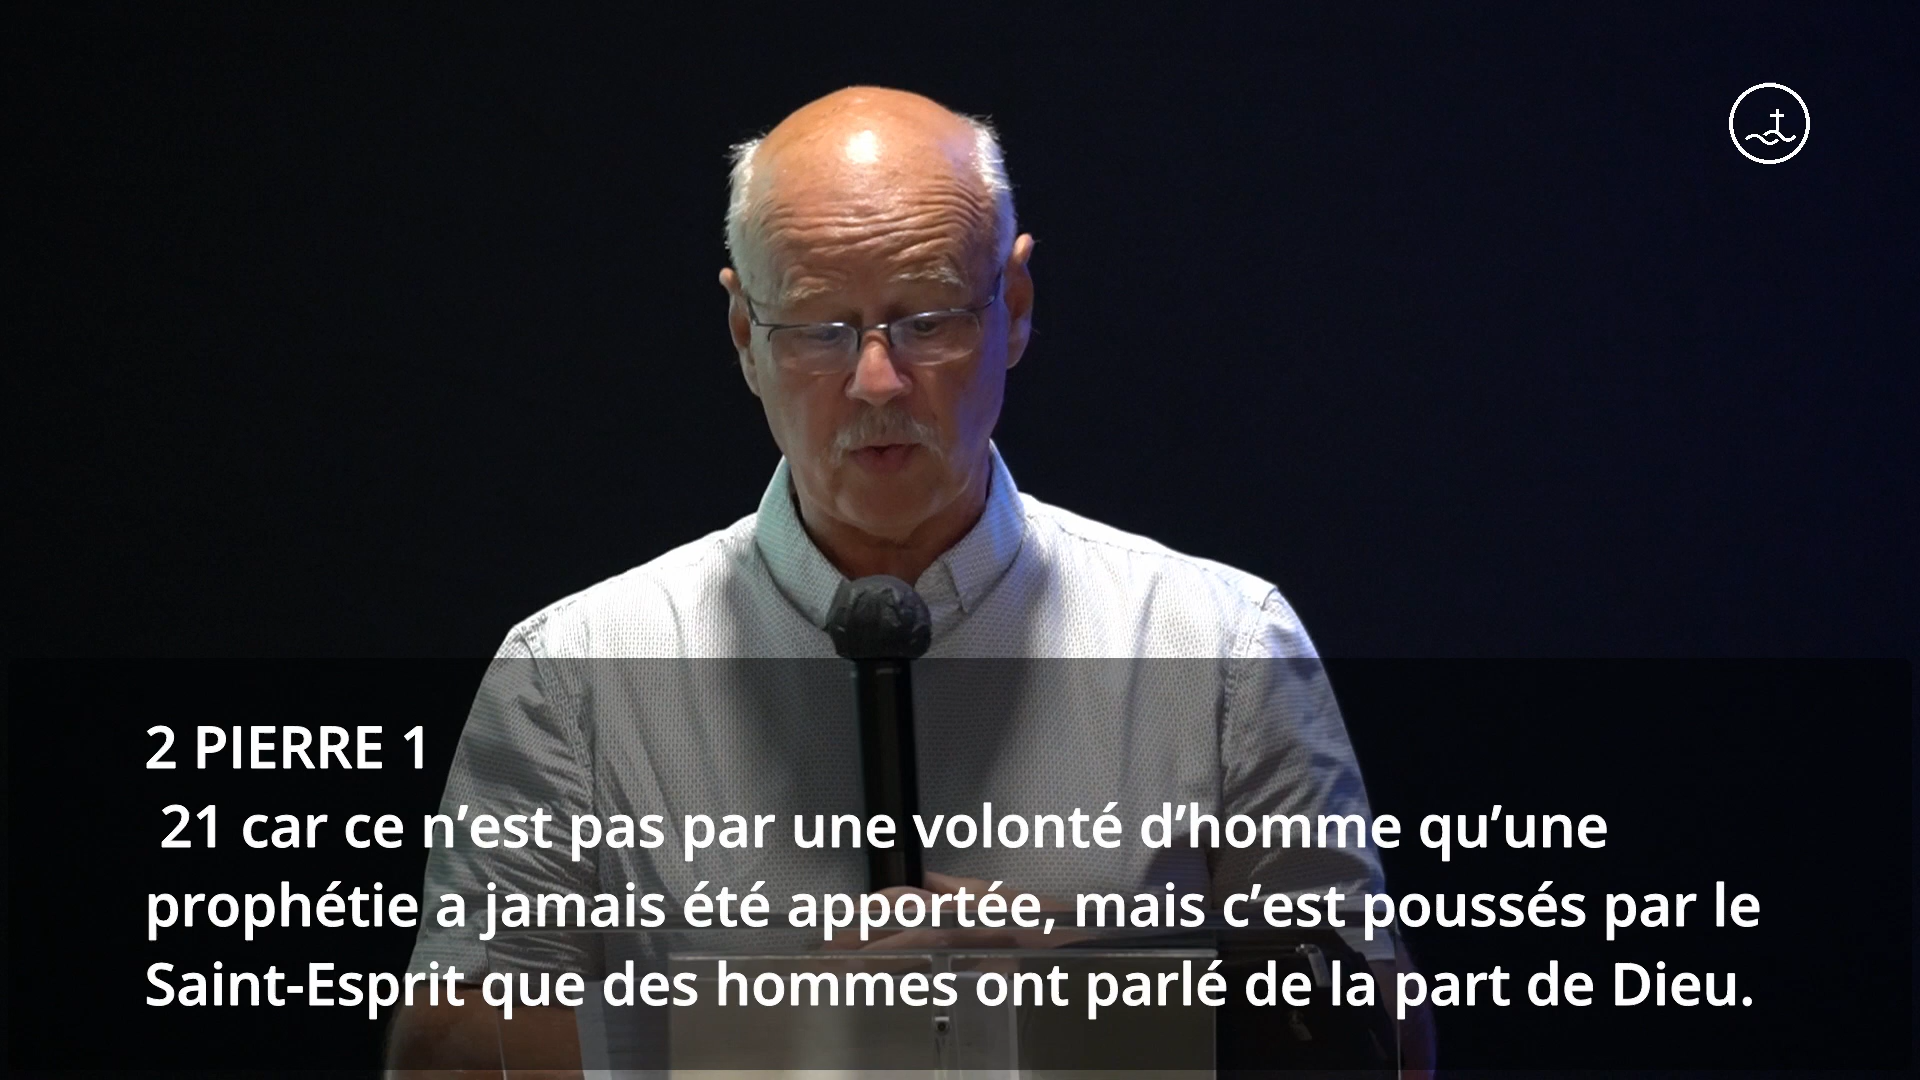 2 PIERRE 1
21 car ce n’est pas par une volonté d’homme qu’une
prophétie a jamais été apportée, mais c’est poussés par le
Saint-Esprit que des hommes ont parlé de la part de Dieu.